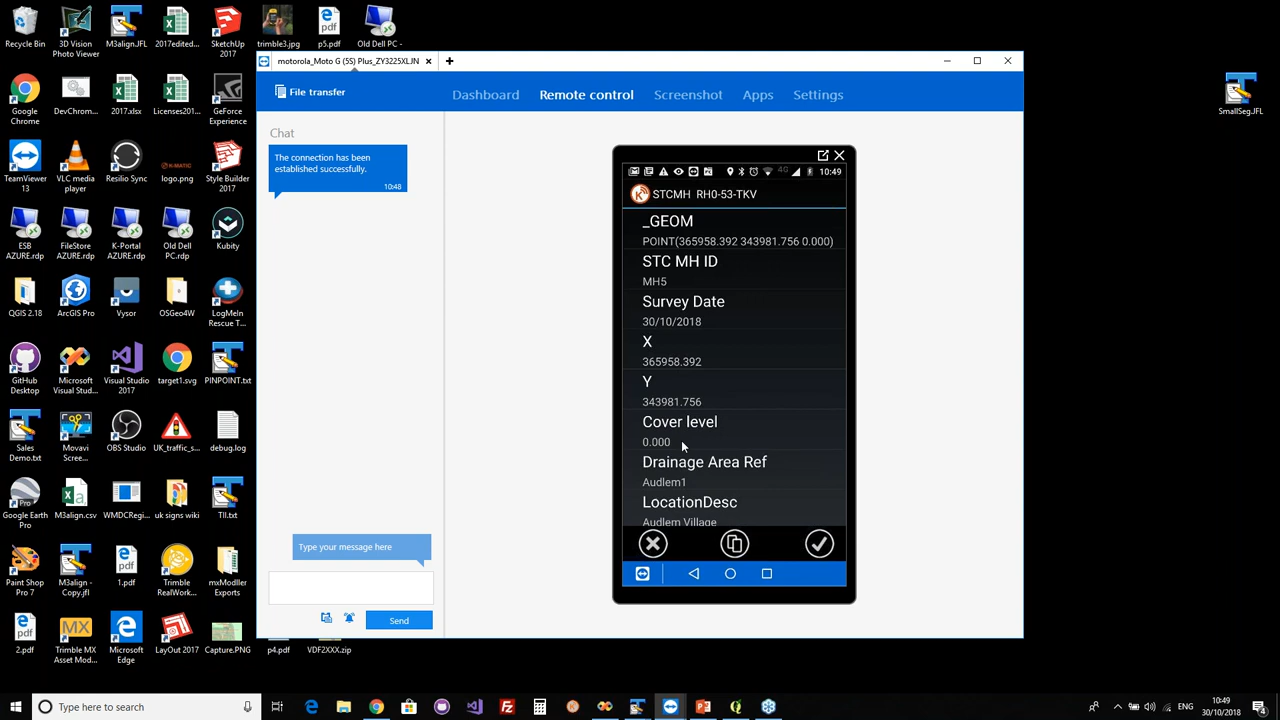 Recycle Bin
3D Vision
Photo Viewer
M3align.JFL
2017edited...
SketchUp
2017
trimble3.jpg
p5.pdf
Old Dell PC -
Google
Chrome
DevChrom...
2017.xlsx
Licenses201...
GeForce
Experience
TeamViewer
13
VLC media
player
Resilio Sync
logo.png
Style Builder
2017
ESB
AZURE.rdp
FileStore
AZURE.rdp
K-Portal
AZURE.rdp
Old Dell
PC.rdp
Kubity
QGIS 2.18
ArcGIS Pro
Vysor
OSGeo4W
LogMeIn
Rescue T...
GitHub
Desktop
Microsoft
Visual Stud...
Visual Studio
2017
target1.svg
PINPOINT.txt
Sales
Demo.txt
Movavi
Scree...
OBS Studio
UK_traffic_s...
debug.log
Google Earth
Pro
M3align.csv
WMDCRegi...
uk signs wiki
TII.txt
Paint Shop
Pro 7
M3align -
Copy.jfl
1.pdf
Trimble
RealWork...
mxModller
Exports
2.pdf
Trimble MX
Asset Mod...
Microsoft
Edge
LayOut 2017
Capture.PNG
p4.pdf
VDF2XXX.zip
SmallSeg.JFL
motorola_Moto G (5S) Plus_ZY3225XLJN
File transfer
Dashboard
Remote control
Screenshot
Apps
Settings
Chat
The connection has been
established successfully.
10:48
Type your message here
Send
4G
10:49
STCMH RH0-53-TKV
_GEOM
POINT(365958.392 343981.756 0.000)
STC MH ID
MH5
Survey Date
30/10/2018
X
365958.392
Y
343981.756
Cover level
0.000
Drainage Area Ref
Audlem1
LocationDesc
Audlem Village
Type here to search
ENG
10:49
30/10/2018